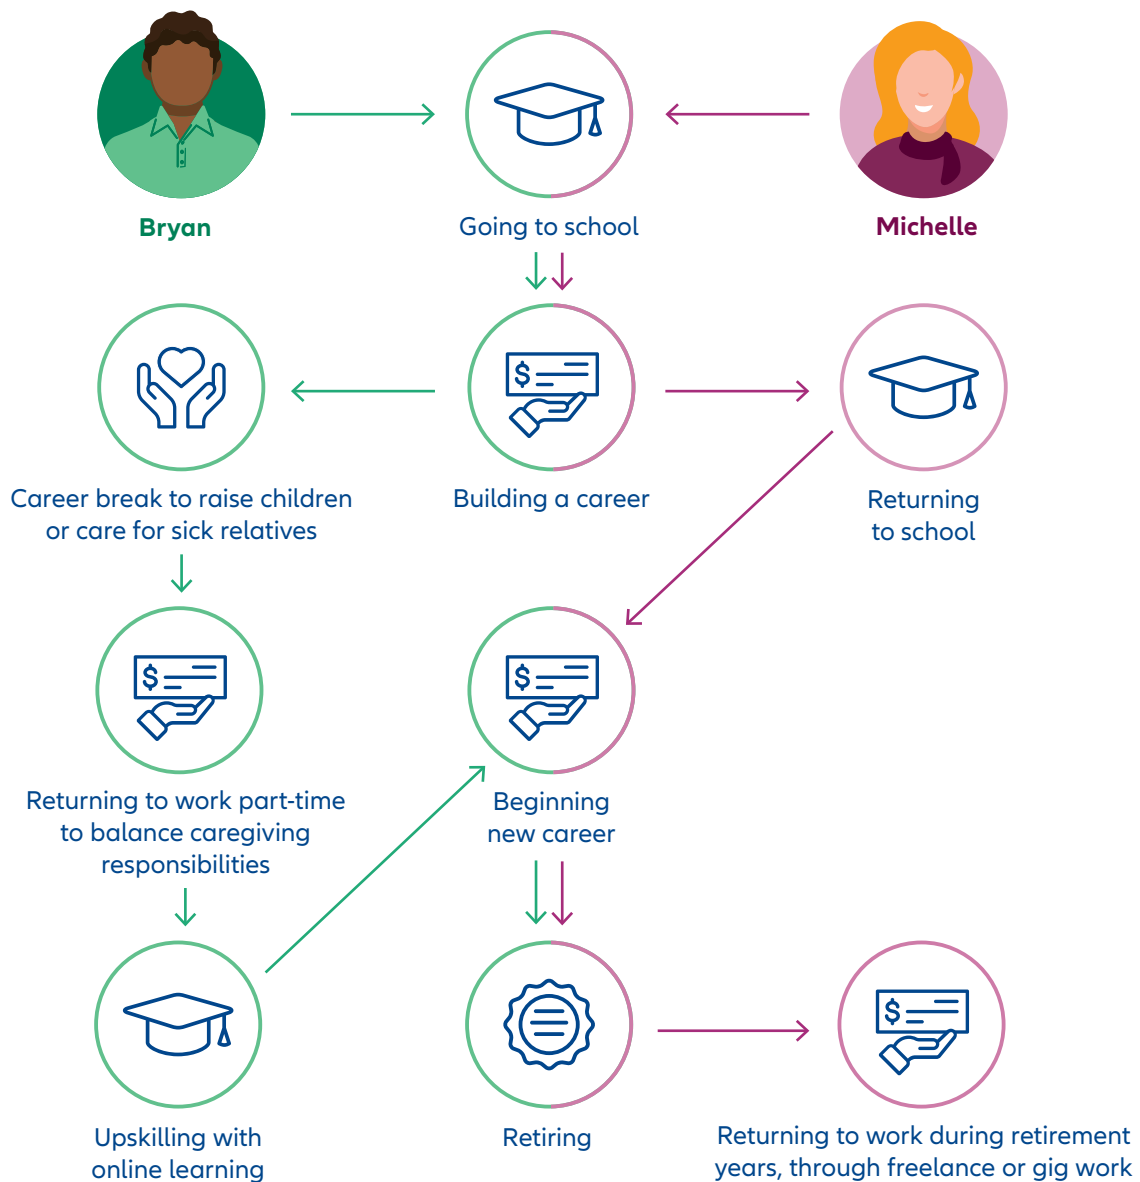 Bryan
Going to school
Michelle
Career break to raise children
or care for sick relatives
Building a career
Returning
to school
Returning to work part-time
to balance caregiving
responsibilities
Beginning
new career
Upskilling with
online learning
Retiring
Returning to work during retirement
years, through freelance or gig work
$
$
$
$